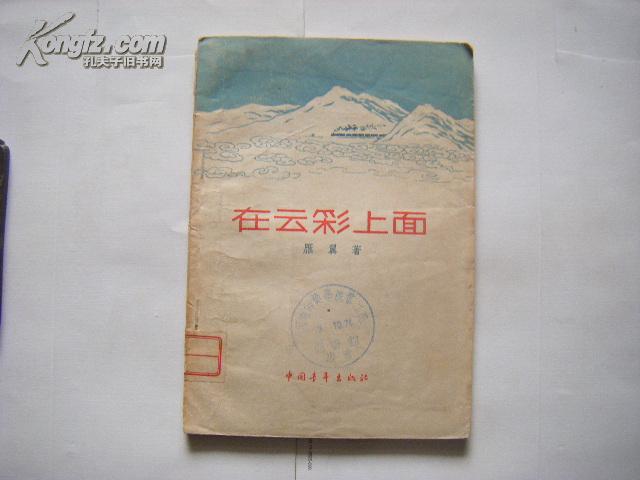 Kongfz.com
孔夫子旧书网
在云彩上面
雁翼著
中国青年出版社